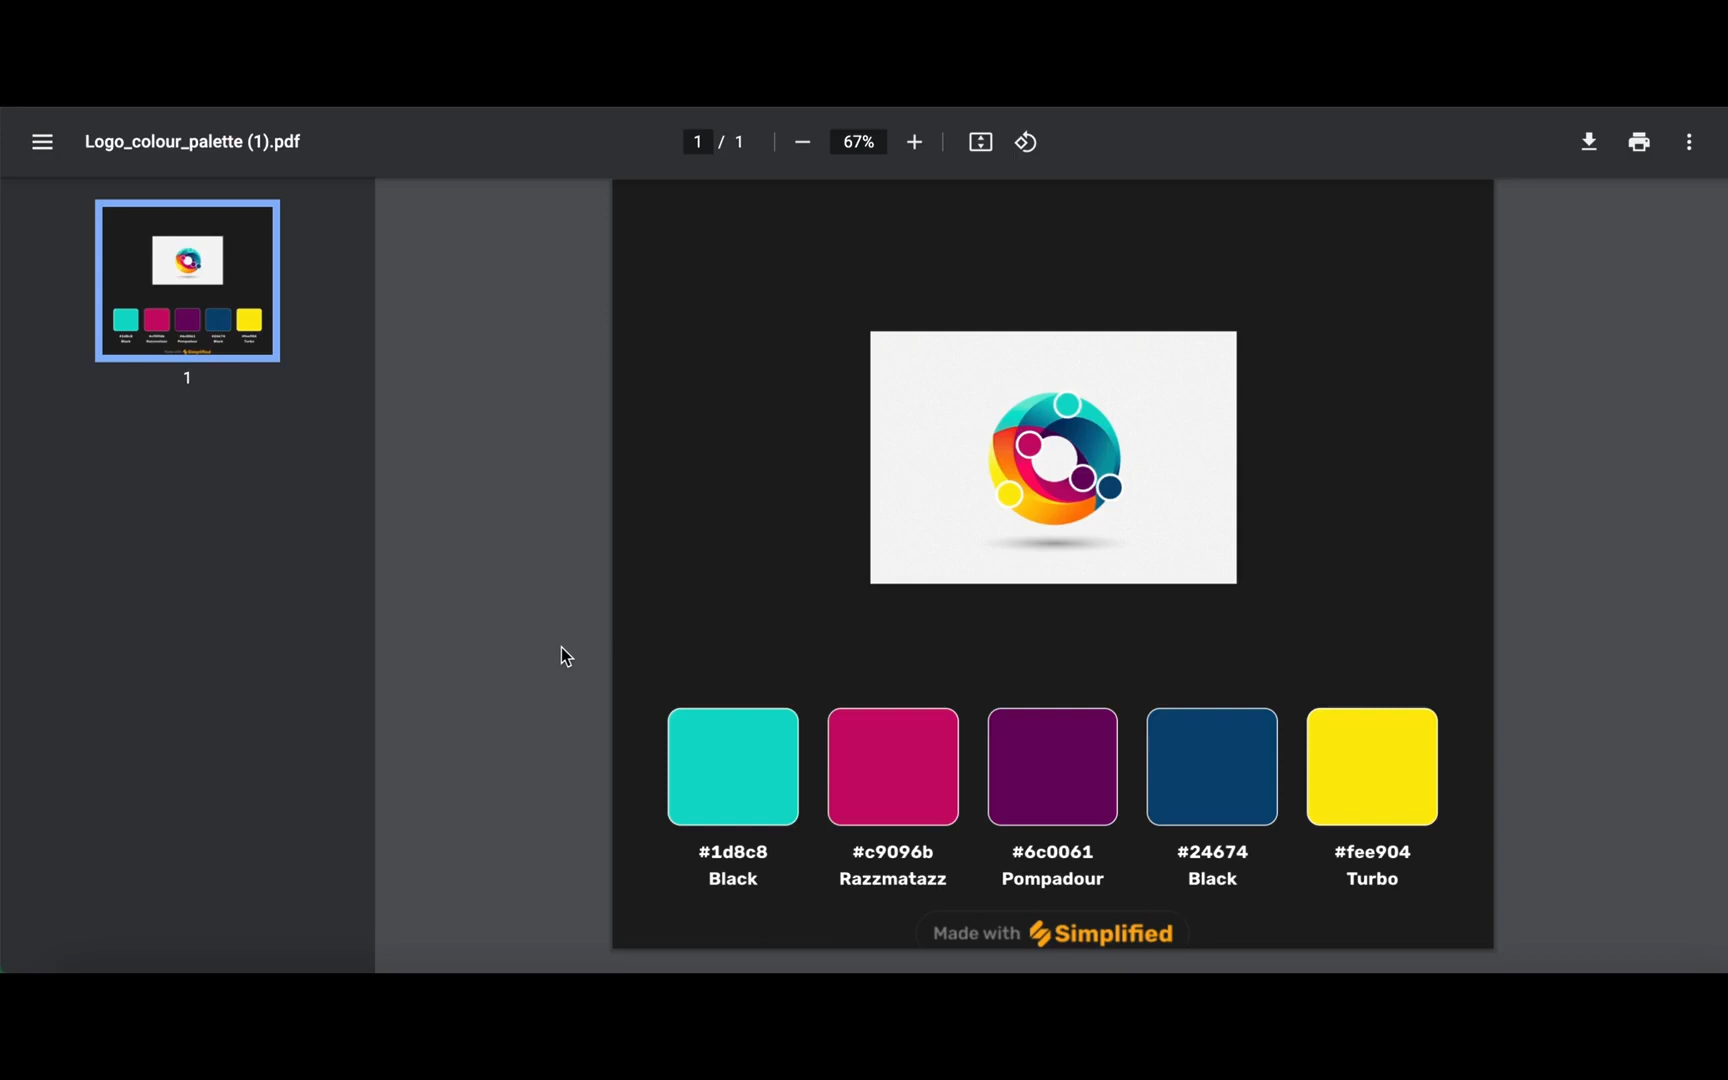 Logo_colour_palette (1).pdf
1 / 1
67%
1
#1d8c8
Black
#c9096b
Razzmatazz
#6c0061
Pompadour
#24674
Black
#fee904
Turbo
Made with Simplified